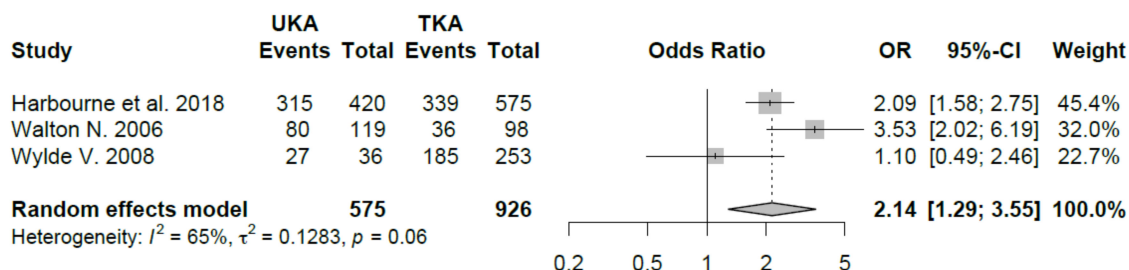 UKA TKA
Study Events Total Events Total Odds Ratio OR 95%-CI Weight
Harbourne et al. 2018 315 420 339 575 2.09 [1.58; 2.75] 45.4%
Walton N. 2006 80 119 36 98 3.53 [2.02; 6.19] 32.0%
Wylde V. 2008 27 36 185 253 1.10 [0.49; 2.46] 22.7%
Random effects model 575 926 2.14 [1.29; 3.55] 100.0%
Heterogeneity: I² = 65%, τ² = 0.1283, p = 0.06
0.2 0.5 1 2 5